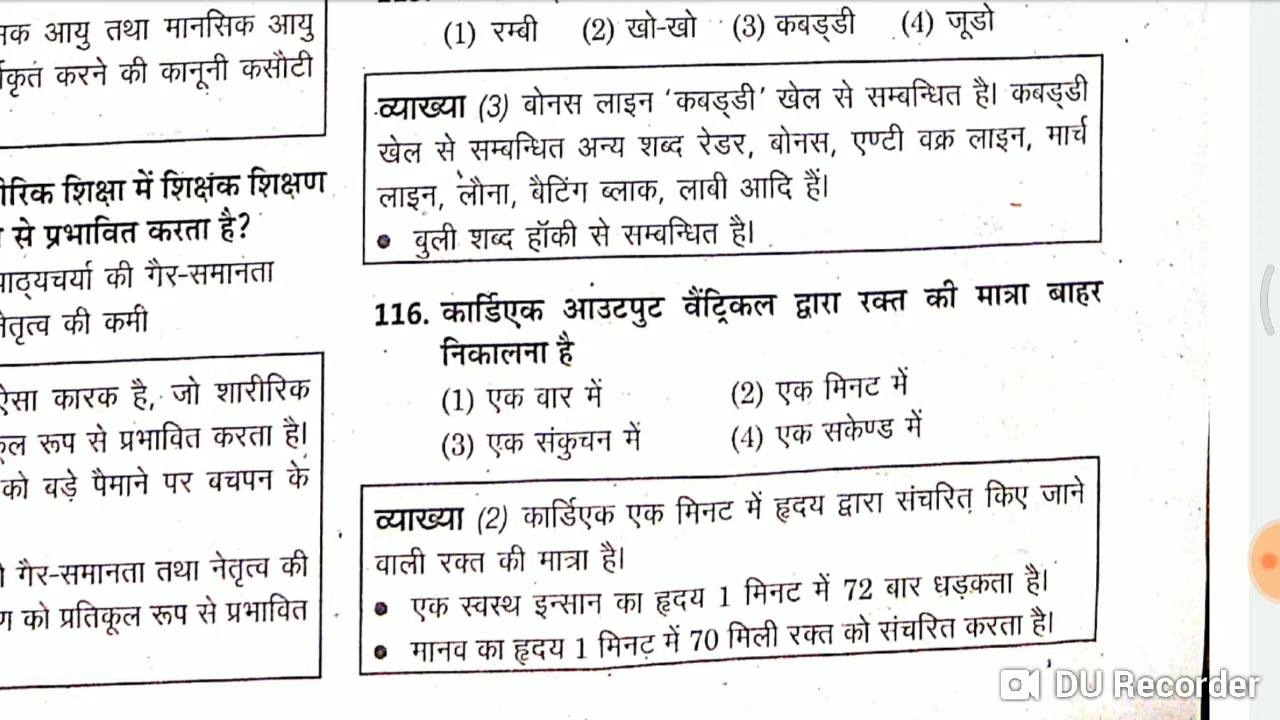 आयु तथा मानसिक आयु
करने की कानूनी कसौटी
शिक्षा में शिक्षंक शिक्षण
से प्रभावित करता है?
पाठ्यचर्या की गैर-समानता
नेतृत्व की कमी
ऐसा कारक है, जो शारीरिक
रूप से प्रभावित करता है।
को बड़े पैमाने पर बचपन के
गैर-समानता तथा नेतृत्व की
को प्रतिकूल रूप से प्रभावित
(1) रग्बी (2) खो-खो (3) कबड्डी (4) जूडो
व्याख्या (3) बोनस लाइन 'कबड्डी' खेल से सम्बन्धित है। कबड्डी
खेल से सम्बन्धित अन्य शब्द रेडर, बोनस, एण्टी वक्र लाइन, मार्च
लाइन, लौना, बैटिंग ब्लाक, लाबी आदि हैं।
• बुली शब्द हॉकी से सम्बन्धित है।
116. कार्डिएक आउटपुट वैंट्रिकल द्वारा रक्त की मात्रा बाहर
निकालना है
(1) एक वार में (2) एक मिनट में
(3) एक संकुचन में (4) एक सकेण्ड में
व्याख्या (2) कार्डिएक एक मिनट में हृदय द्वारा संचरित् किए जाने
वाली रक्त की मात्रा है।
• एक स्वस्थ इन्सान का हृदय 1 मिनट में 72 बार धड़कता है।
• मानव का हृदय 1 मिनट में 70 मिली रक्त को संचरित करता है।
DU Recorder